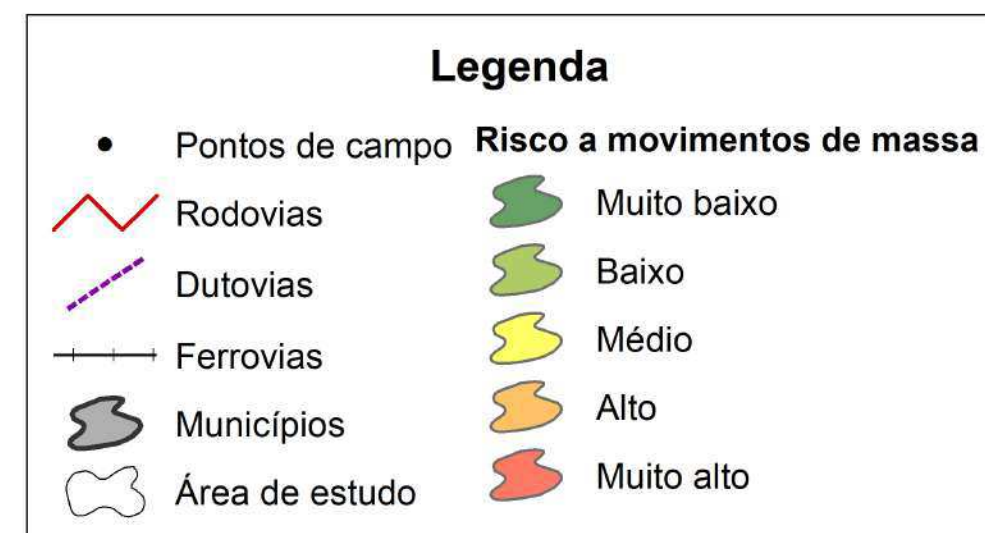 Legenda
Pontos de campo
Rodovias
Dutovias
Ferrovias
Municípios
Área de estudo
Risco a movimentos de massa
Muito baixo
Baixo
Médio
Alto
Muito alto